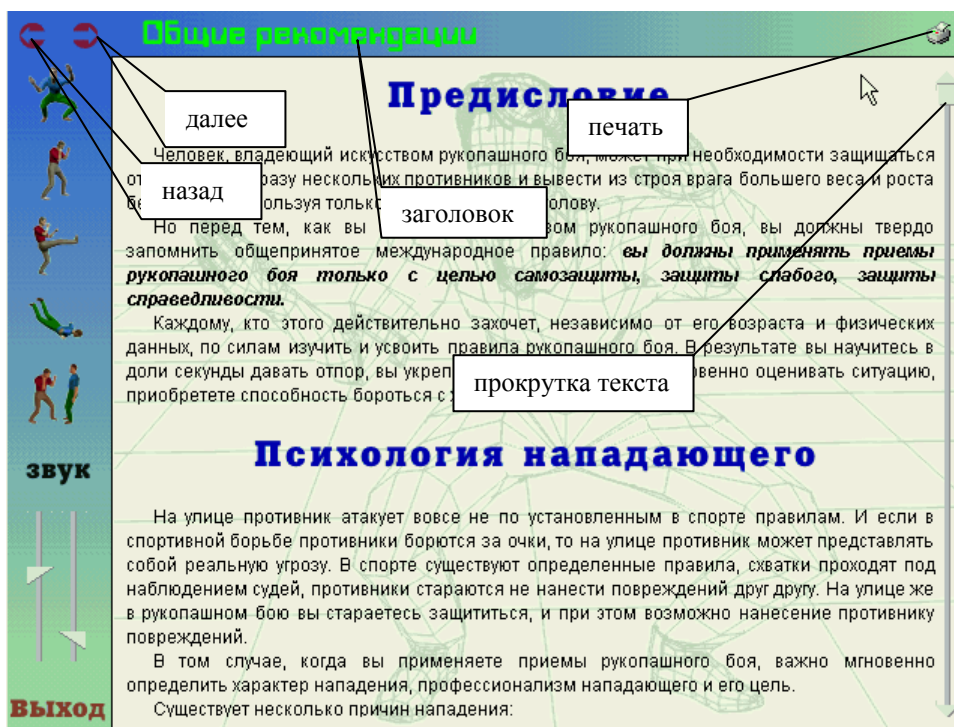 Общие рекомендации
Предисловие
далее
печать
Человек, владеющий искусством рукопашного боя, может при необходимости защищаться
от разу нескольких противников и вывести из строя врага большего веса и роста
назад
заголовок
пользуя только голову.
Но перед тем, как вы рукопашного боя, вы должны твердо
запомнить общепринятое международное правило: вы должны применять приемы
рукопашного боя только с целью самозащиты, защиты слабого, защиты
справедливости.
Каждому, кто этого действительно захочет, независимо от его возраста и физических
данных, по силам изучить и усвоить правила рукопашного боя. В результате вы научитесь в
доли секунды давать отпор, вы укреп овенно оценивать ситуацию,
прокрутка текста
приобретете способность бороться с
звук
Психология нападающего
На улице противник атакует вовсе не по установленным в спорте правилам. И если в
спортивной борьбе противники борются за очки, то на улице противник может представлять
собой реальную угрозу. В спорте существуют определенные правила, схватки проходят под
наблюдением судей, противники стараются не нанести повреждений друг другу. На улице же
в рукопашном бою вы стараетесь защититься, и при этом возможно нанесение противнику
повреждений.
В том случае, когда вы применяете приемы рукопашного боя, важно мгновенно
определить характер нападения, профессионализм нападающего и его цель.
Существует несколько причин нападения:
Выход